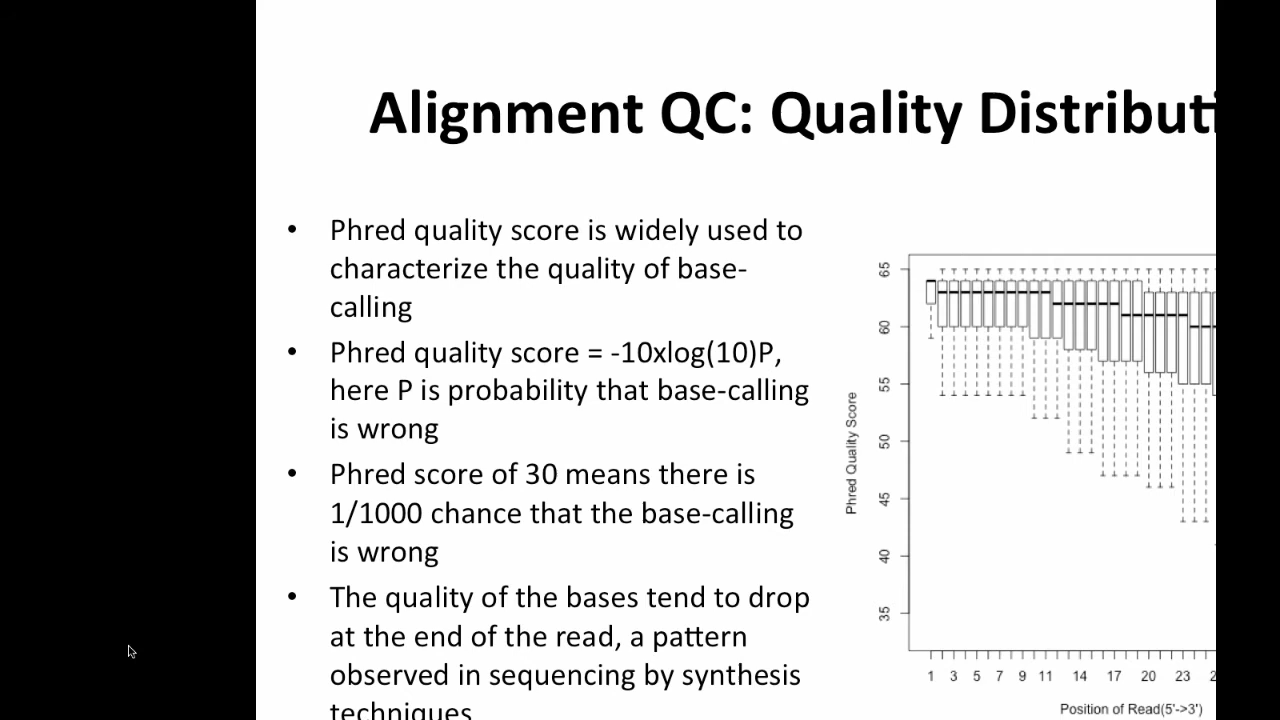 Alignment QC: Quality Distributi
• Phred quality score is widely used to
characterize the quality of base-
calling
• Phred quality score = -10xlog(10)P,
here P is probability that base-calling
is wrong
• Phred score of 30 means there is
1/1000 chance that the base-calling
is wrong
• The quality of the bases tend to drop
at the end of the read, a pattern
observed in sequencing by synthesis
techniques
Phred Quality Score
65
60
55
50
45
40
35
1 3 5 7 9 11 14 17 20 23 2
Position of Read(5'->3')